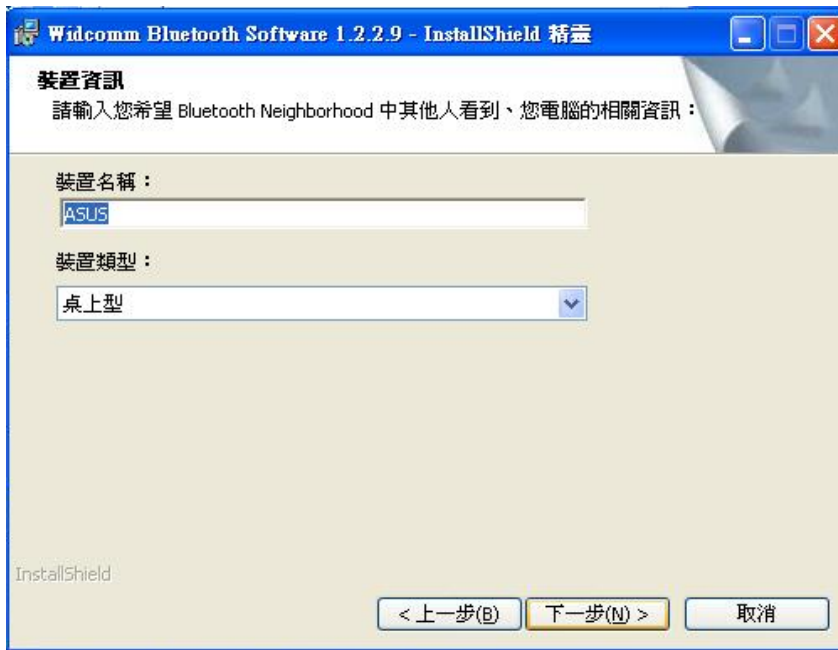 Widcomm Bluetooth Software 1.2.2.9 - InstallShield 精靈
裝置資訊
請輸入您希望 Bluetooth Neighborhood 中其他人看到、您電腦的相關資訊：
裝置名稱：
ASUS
裝置類型：
桌上型
InstallShield
< 上一步(B)
下一步(N) >
取消